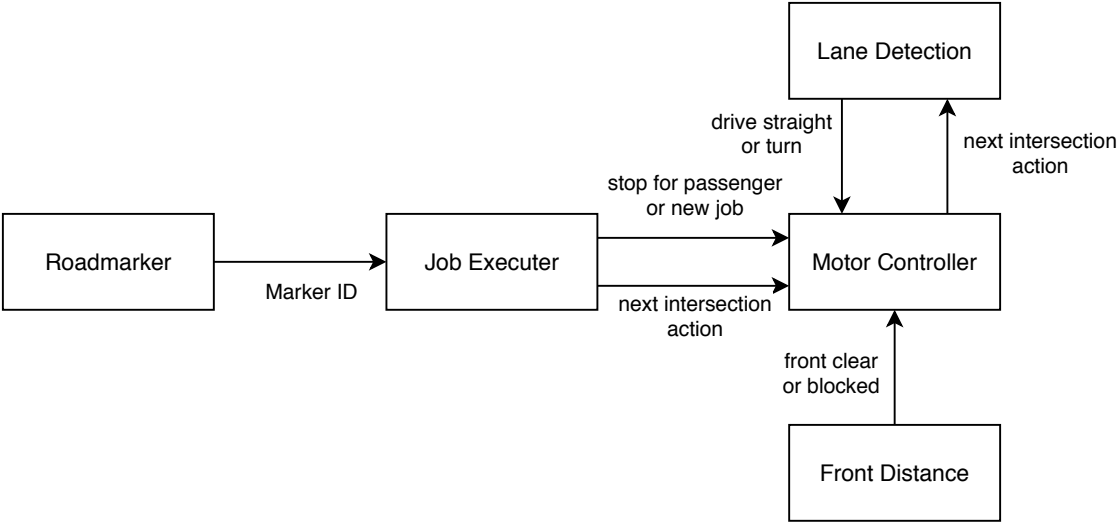 Lane Detection
drive straight
or turn
next intersection
action
stop for passenger
or new job
Roadmarker
Marker ID
Job Executer
next intersection
action
Motor Controller
front clear
or blocked
Front Distance